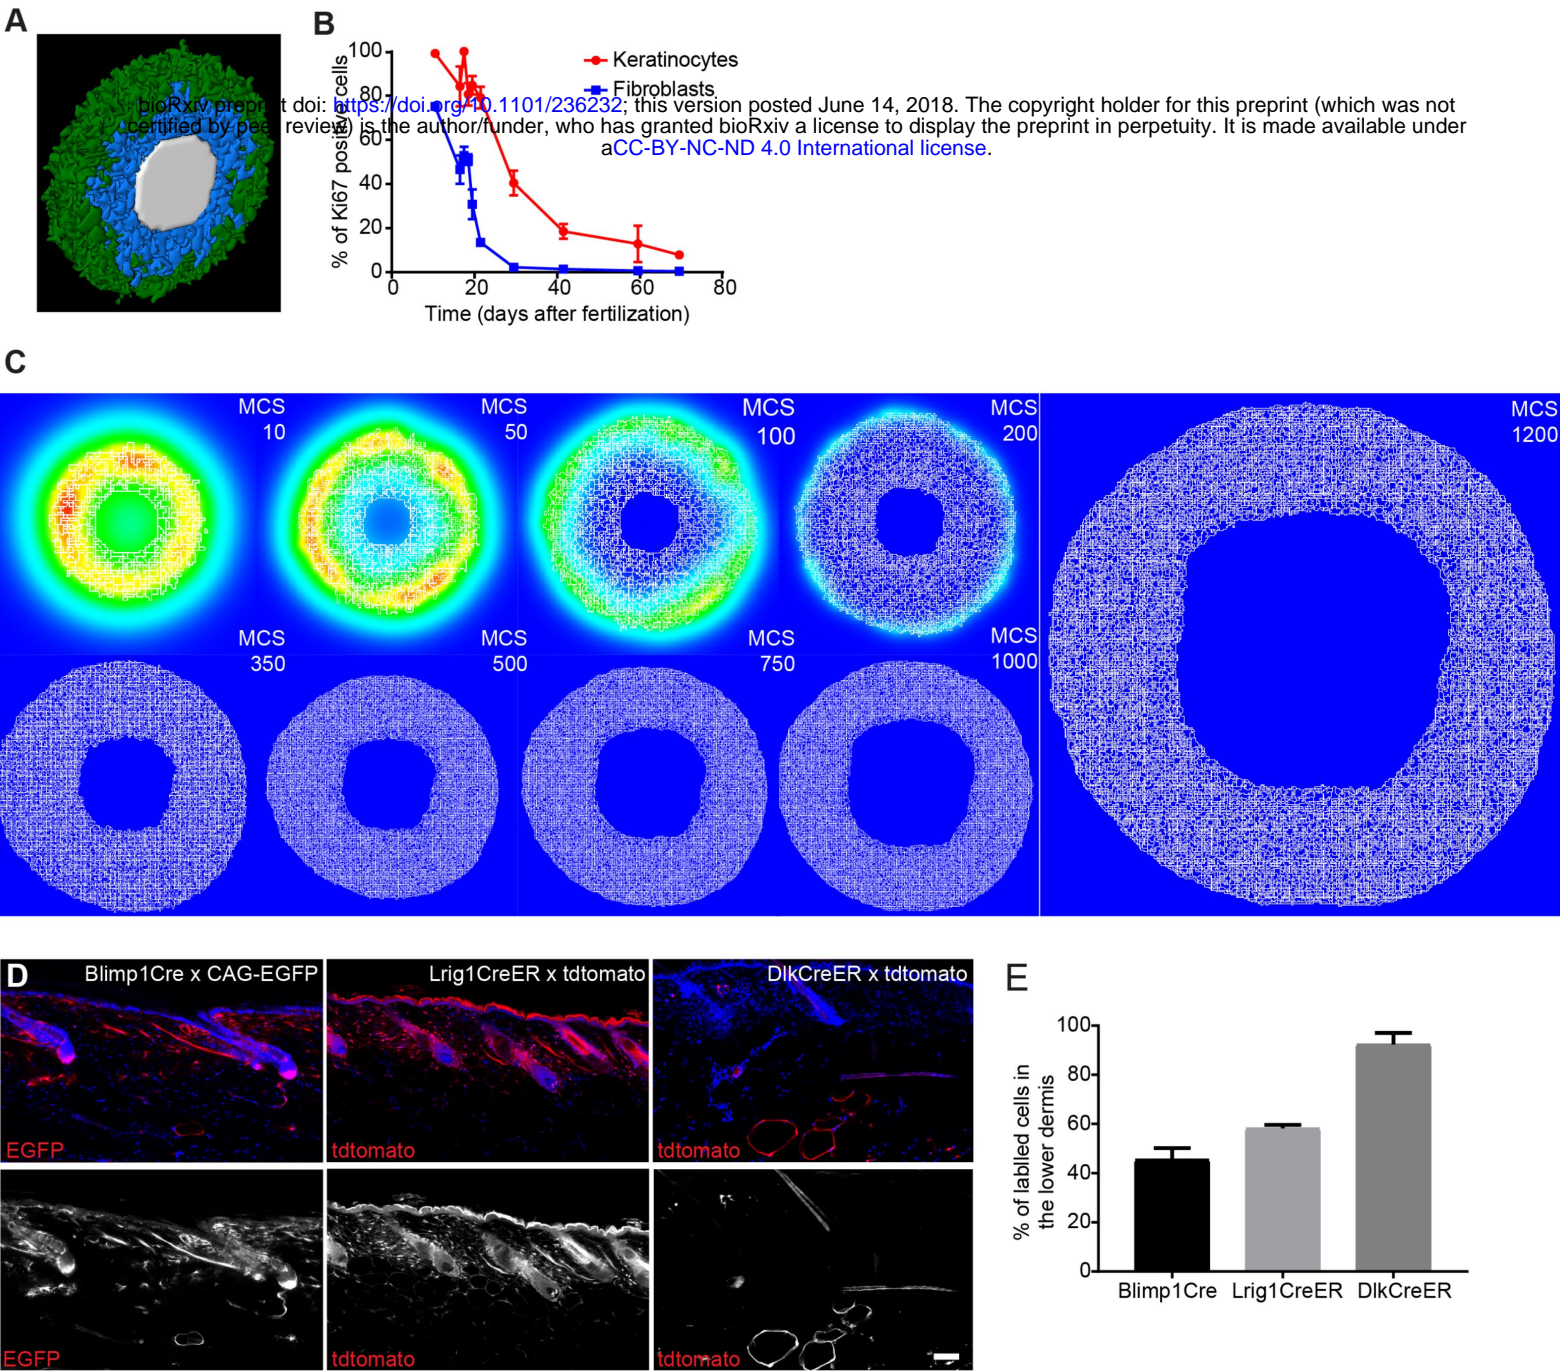 A
B
% of Ki67 positive cells
100
80
60
40
20
0
0
20
40
60
80
Time (days after fertilization)
Keratinocytes
Fibroblasts
bioRxiv preprint doi: https://doi.org/10.1101/236232; this version posted June 14, 2018. The copyright holder for this preprint (which was not
certified by peer review) is the author/funder, who has granted bioRxiv a license to display the preprint in perpetuity. It is made available under
aCC-BY-NC-ND 4.0 International license.
C
MCS
10
MCS
50
MCS
100
MCS
200
MCS
1200
MCS
350
MCS
500
MCS
750
MCS
1000
D
Blimp1Cre x CAG-EGFP
Lrig1CreER x tdtomato
DlkCreER x tdtomato
EGFP
tdtomato
tdtomato
EGFP
tdtomato
tdtomato
E
% of lablled cells in
the lower dermis
100
80
60
40
20
0
Blimp1Cre
Lrig1CreER
DlkCreER